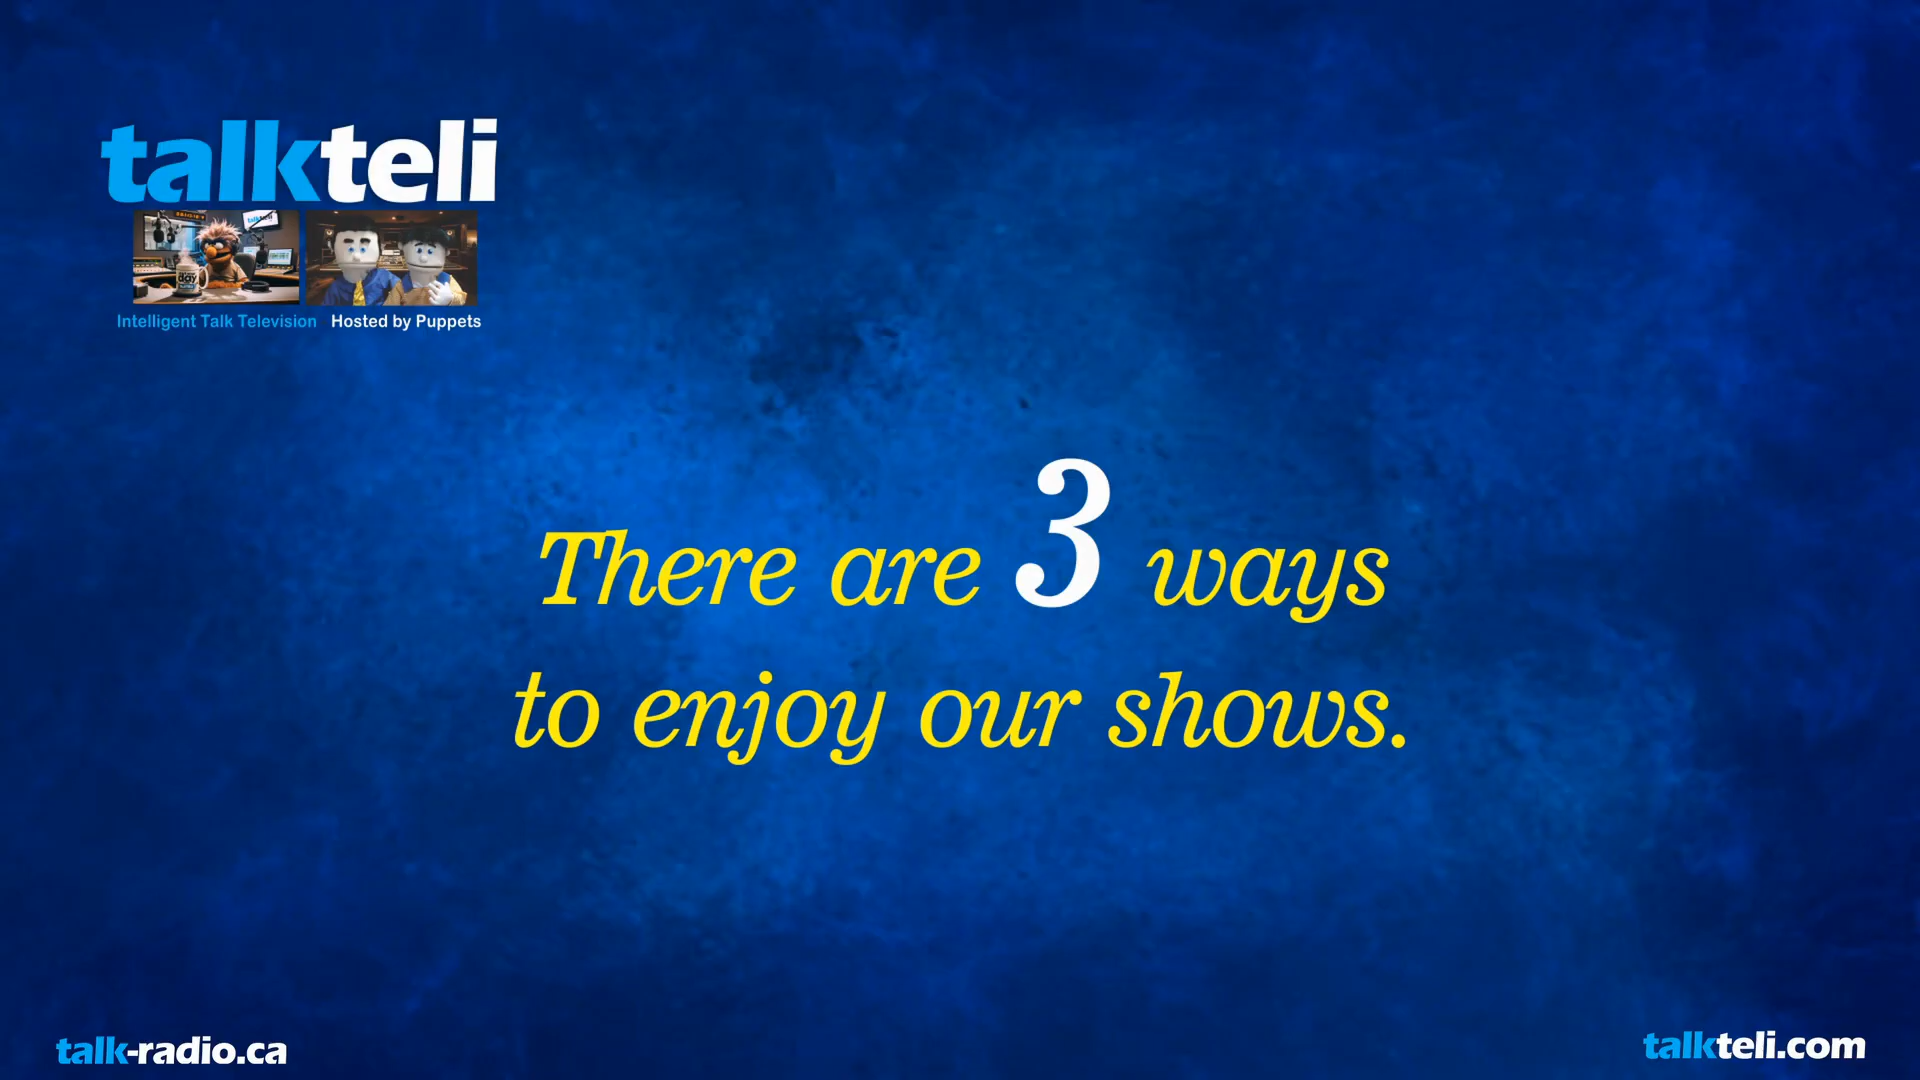 talkteli
Intelligent Talk Television Hosted by Puppets
There are 3 ways
to enjoy our shows.
talk-radio.ca
talkteli.com